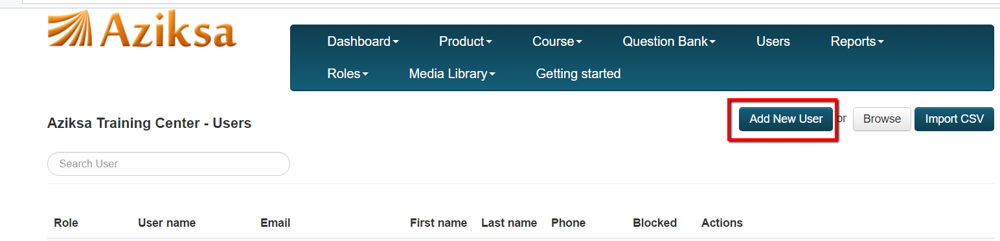 Aziksa
Dashboard Product Course Question Bank Users Reports
Roles Media Library Getting started
Aziksa Training Center - Users
Add New User or Browse Import CSV
Search User
Role User name Email First name Last name Phone Blocked Actions